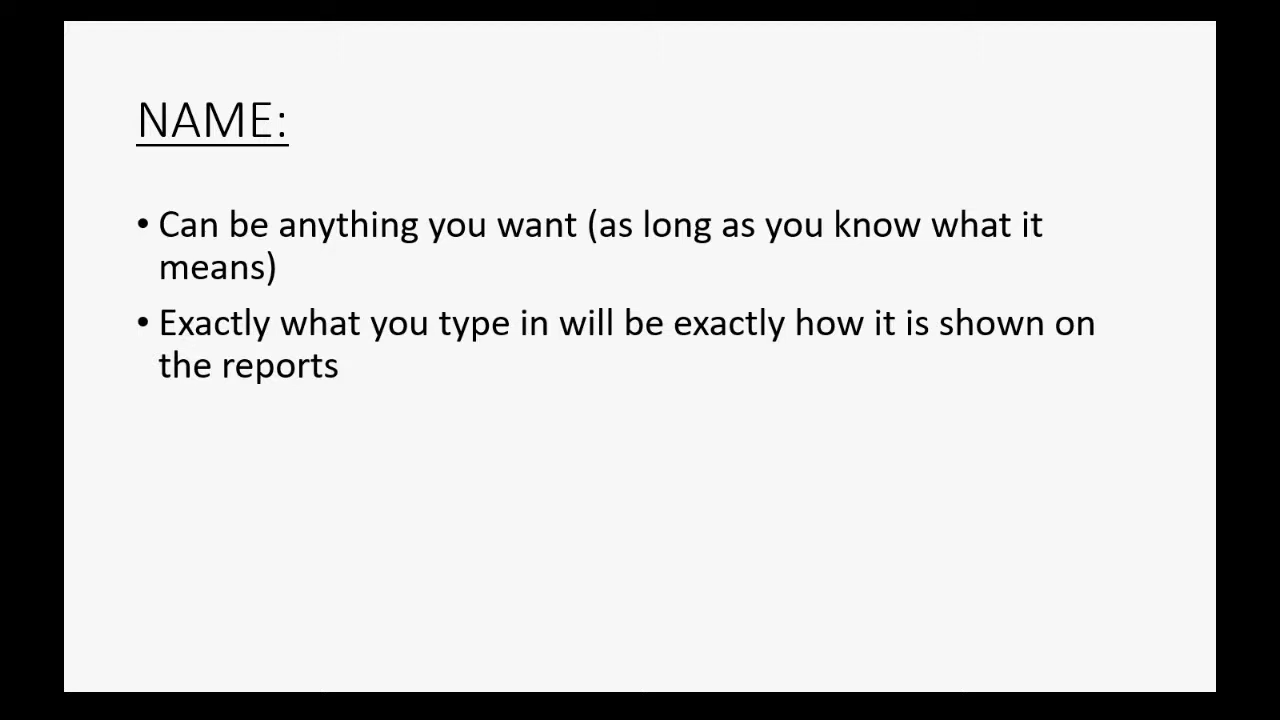 NAME:
• Can be anything you want (as long as you know what it
means)
• Exactly what you type in will be exactly how it is shown on
the reports